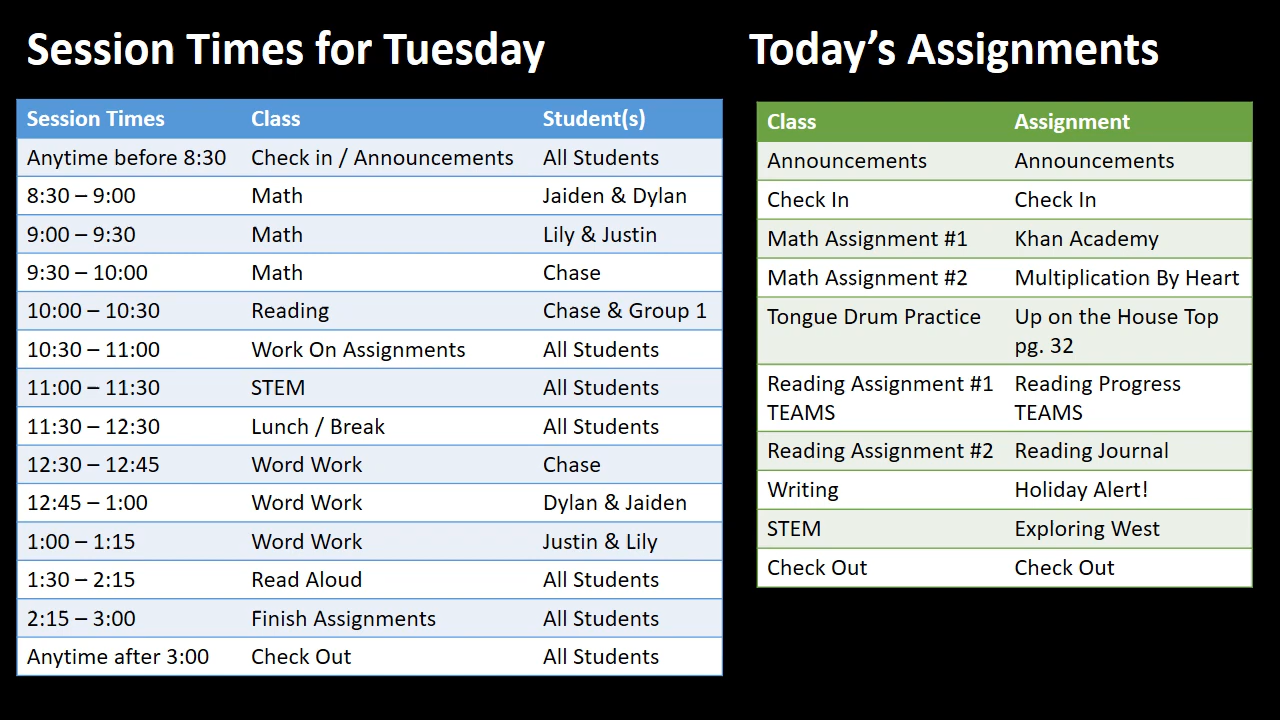 Session Times for Tuesday
Session Times Class Student(s)
Anytime before 8:30 Check in / Announcements All Students
8:30 – 9:00 Math Jaiden & Dylan
9:00 – 9:30 Math Lily & Justin
9:30 – 10:00 Math Chase
10:00 – 10:30 Reading Chase & Group 1
10:30 – 11:00 Work On Assignments All Students
11:00 – 11:30 STEM All Students
11:30 – 12:30 Lunch / Break All Students
12:30 – 12:45 Word Work Chase
12:45 – 1:00 Word Work Dylan & Jaiden
1:00 – 1:15 Word Work Justin & Lily
1:30 – 2:15 Read Aloud All Students
2:15 – 3:00 Finish Assignments All Students
Anytime after 3:00 Check Out All Students
Today’s Assignments
Class Assignment
Announcements Announcements
Check In Check In
Math Assignment #1 Khan Academy
Math Assignment #2 Multiplication By Heart
Tongue Drum Practice Up on the House Top
pg. 32
Reading Assignment #1 Reading Progress
TEAMS TEAMS
Reading Assignment #2 Reading Journal
Writing Holiday Alert!
STEM Exploring West
Check Out Check Out